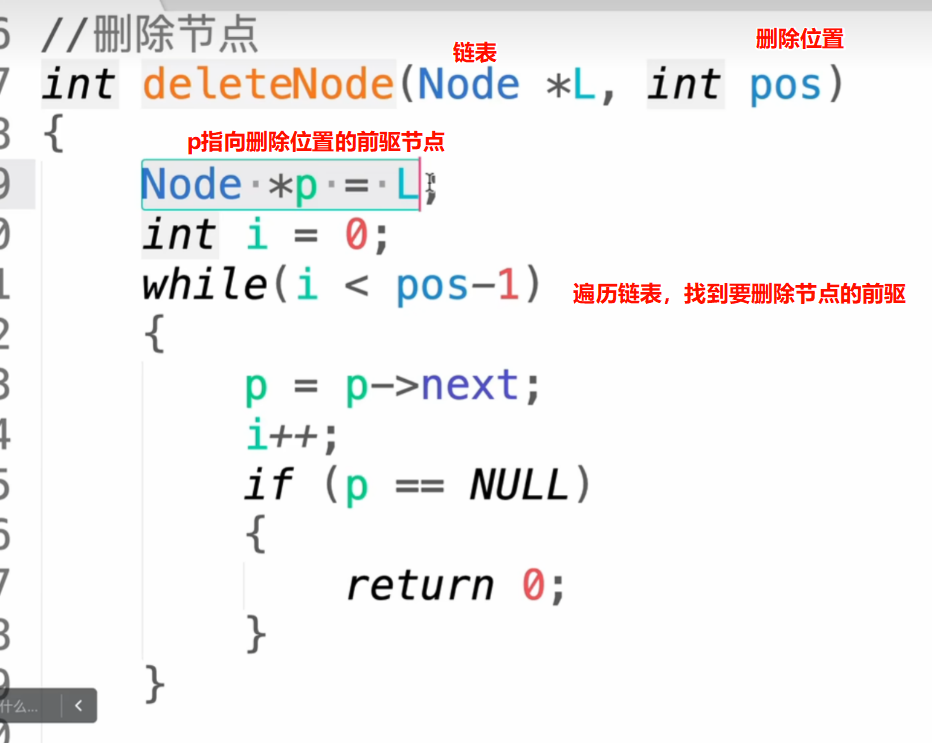 6 //删除节点
链表 删除位置
7 int deleteNode(Node *L, int pos)
8 {
p指向删除位置的前驱节点
9 Node *p = L;
0 int i = 0;
1 while(i < pos-1) 遍历链表，找到要删除节点的前驱
2 {
3 p = p->next;
4 i++;
5 if (p == NULL)
6 {
7 return 0;
8 }
9 }
什么... <
0